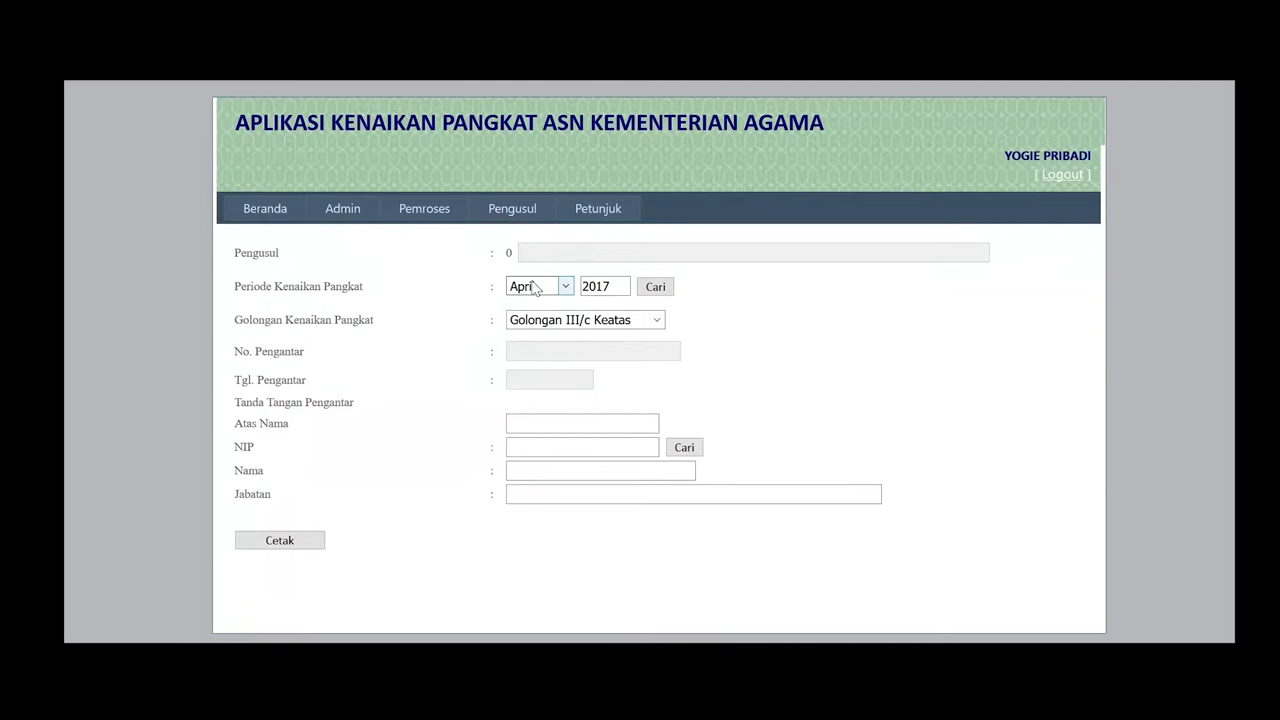 APLIKASI KENAIKAN PANGKAT ASN KEMENTERIAN AGAMA
YOGIE PRIBADI
[ Logout ]
Beranda Admin Pemroses Pengusul Petunjuk
Pengusul : 0
Periode Kenaikan Pangkat : April 2017 Cari
Golongan Kenaikan Pangkat : Golongan III/c Keatas
No. Pengantar :
Tgl. Pengantar :
Tanda Tangan Pengantar
Atas Nama
NIP : Cari
Nama :
Jabatan :
Cetak